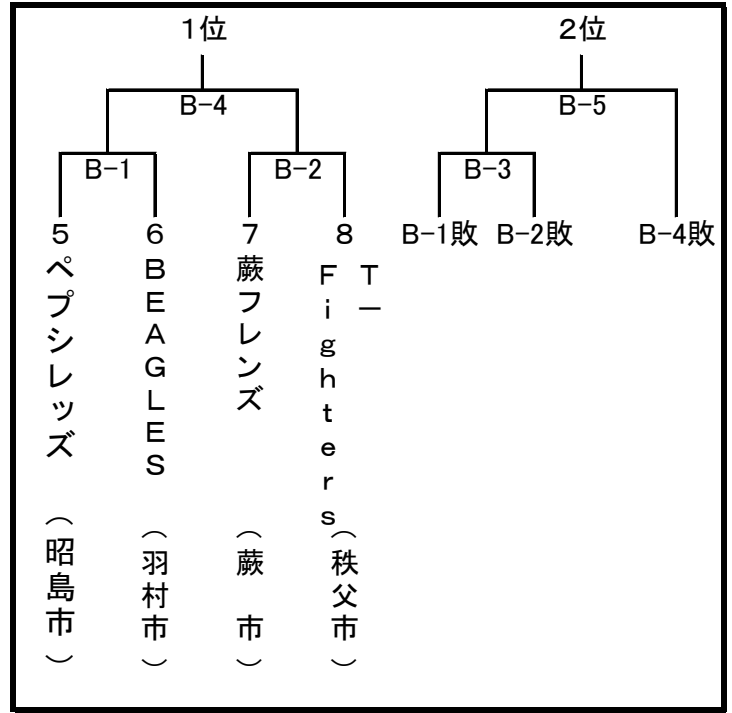 1位
2位
B-4
B-5
B-1
B-2
B-3
5
6
7
8
B-1敗
B-2敗
B-4敗
ペプシレッズ
(昭島市)
BEAGLES
(羽村市)
蕨フレンズ
(蕨 市)
T-
Fighters
(秩父市)